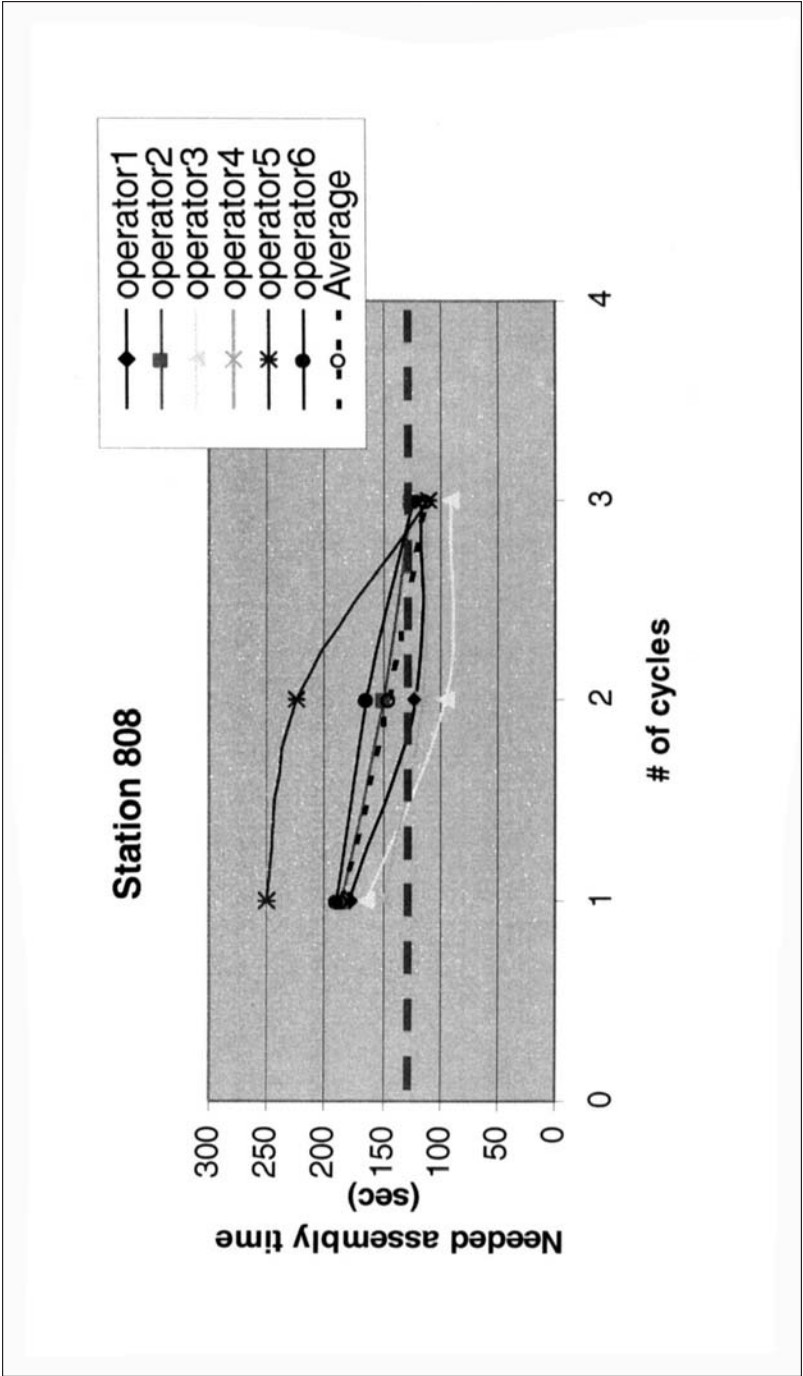 Station 808
operator1
operator2
operator3
operator4
operator5
operator6
Average
Needed assembly time
(sec)
300
250
200
150
100
50
0
0
1
2
3
4
# of cycles